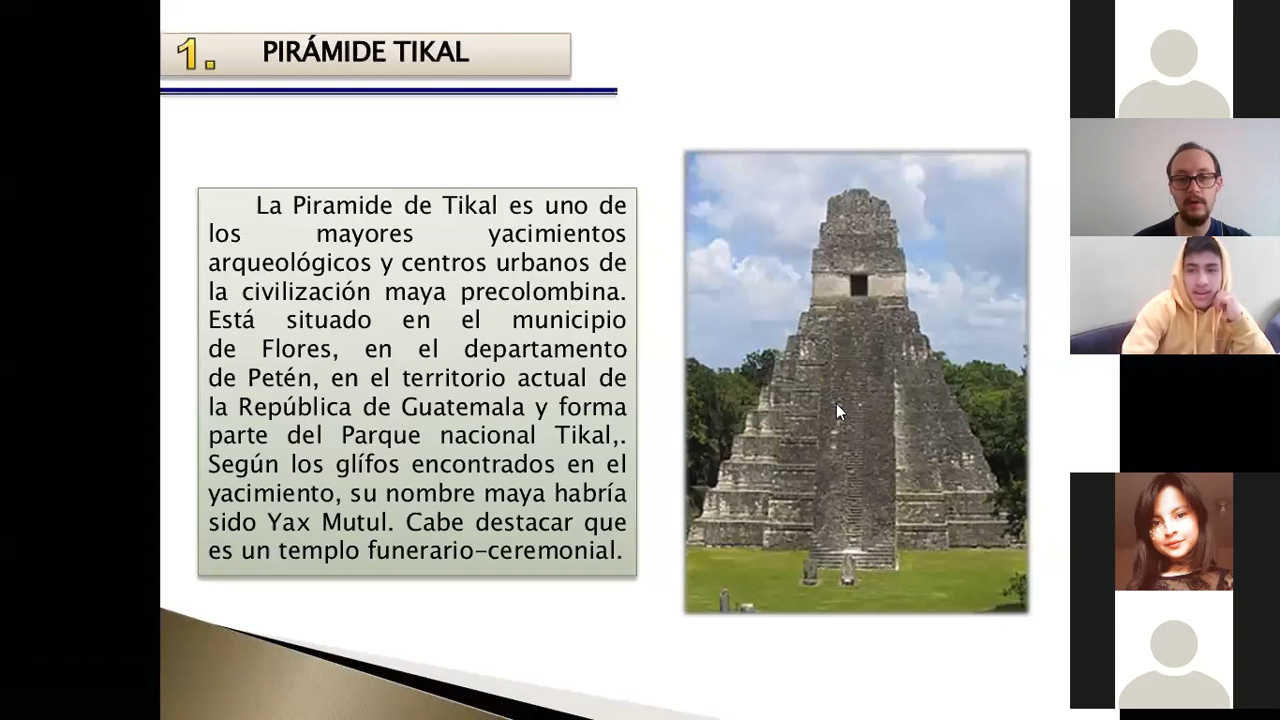 1. PIRÁMIDE TIKAL
La Piramide de Tikal es uno de
los mayores yacimientos
arqueológicos y centros urbanos de
la civilización maya precolombina.
Está situado en el municipio
de Flores, en el departamento
de Petén, en el territorio actual de
la República de Guatemala y forma
parte del Parque nacional Tikal,.
Según los glífos encontrados en el
yacimiento, su nombre maya habría
sido Yax Mutul. Cabe destacar que
es un templo funerario-ceremonial.